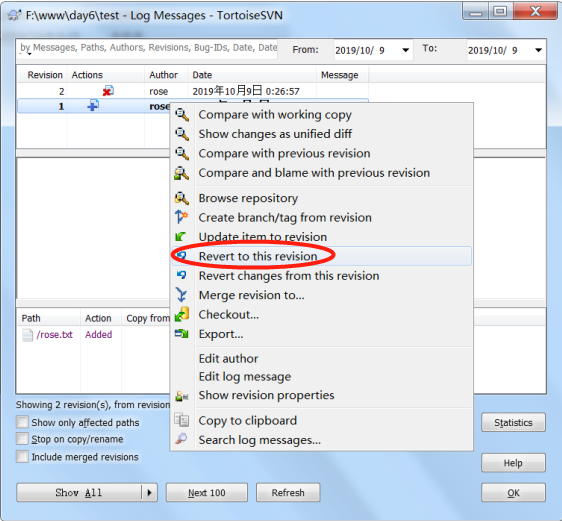 F:\www\day6\test - Log Messages - TortoiseSVN
by Messages, Paths, Authors, Revisions, Bug-IDs, Date, Date From: 2019/10/ 9 To: 2019/10/ 9
Revision Actions Author Date Message
2 rose 2019年10月9日 0:26:57
1 rose
Compare with working copy
Show changes as unified diff
Compare with previous revision
Compare and blame with previous revision
Browse repository
Create branch/tag from revision
Update item to revision
Revert to this revision
Revert changes from this revision
Merge revision to...
Checkout...
Export...
Edit author
Edit log message
Show revision properties
Copy to clipboard
Search log messages...
Path Action Copy from
/rose.txt Added
Showing 2 revision(s), from revision
Show only affected paths
Stop on copy/rename
Include merged revisions
Statistics
Help
Show All Next 100 Refresh OK